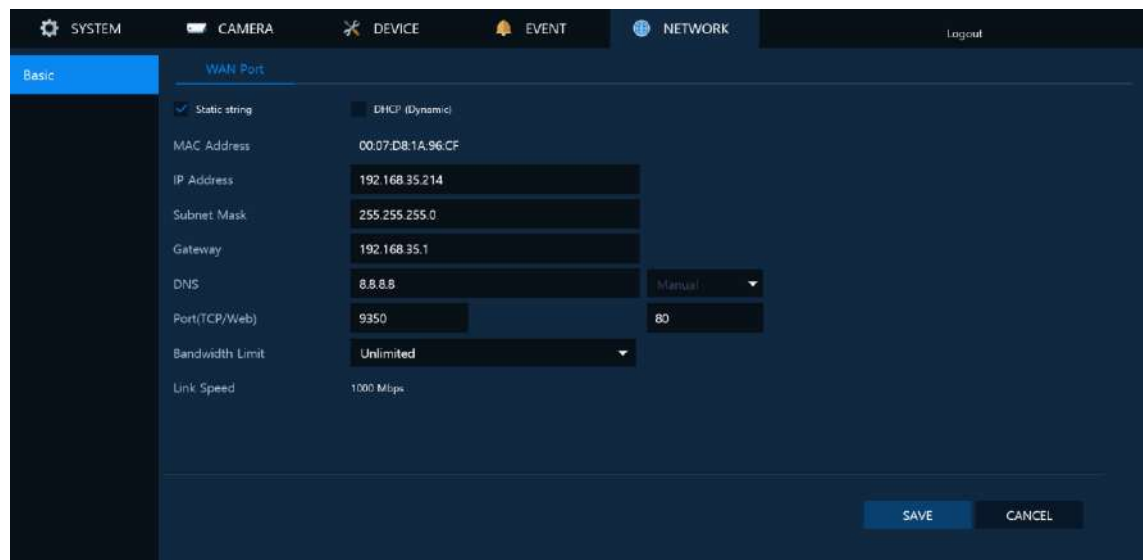 SYSTEM CAMERA DEVICE EVENT NETWORK Logout
Basic WAN Port
Static string DHCP (Dynamic)
MAC Address 00:07:D8:1A:96:CF
IP Address 192.168.35.214
Subnet Mask 255.255.255.0
Gateway 192.168.35.1
DNS 8.8.8.8 Manual
Port(TCP/Web) 9350 80
Bandwidth Limit Unlimited
Link Speed 1000 Mbps
SAVE CANCEL